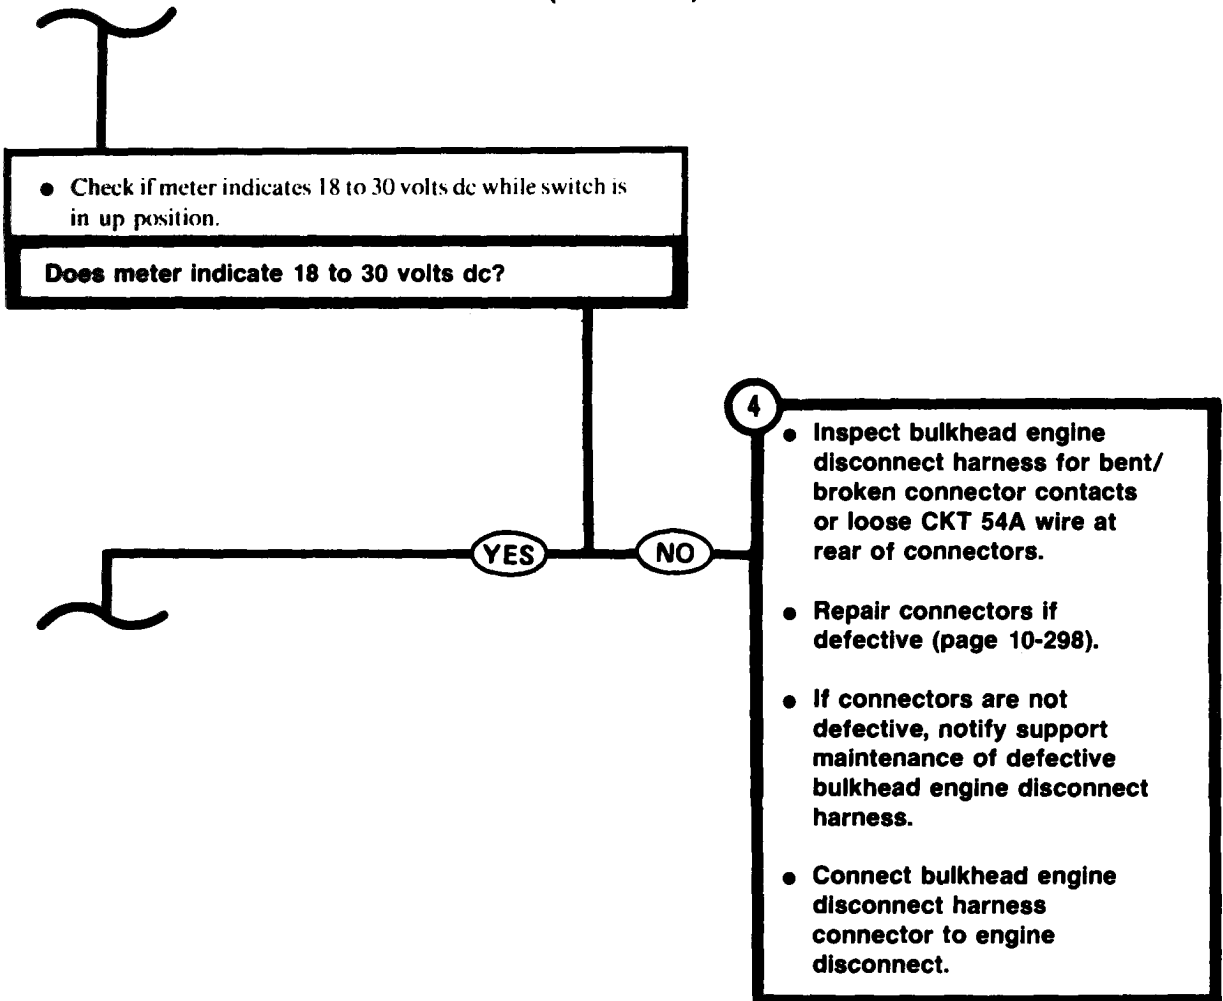 ● Check if meter indicates 18 to 30 volts dc while switch is
in up position.
Does meter indicate 18 to 30 volts dc?
YES
NO
4
● Inspect bulkhead engine
disconnect harness for bent/
broken connector contacts
or loose CKT 54A wire at
rear of connectors.
● Repair connectors if
defective (page 10-298).
● If connectors are not
defective, notify support
maintenance of defective
bulkhead engine disconnect
harness.
● Connect bulkhead engine
disconnect harness
connector to engine
disconnect.